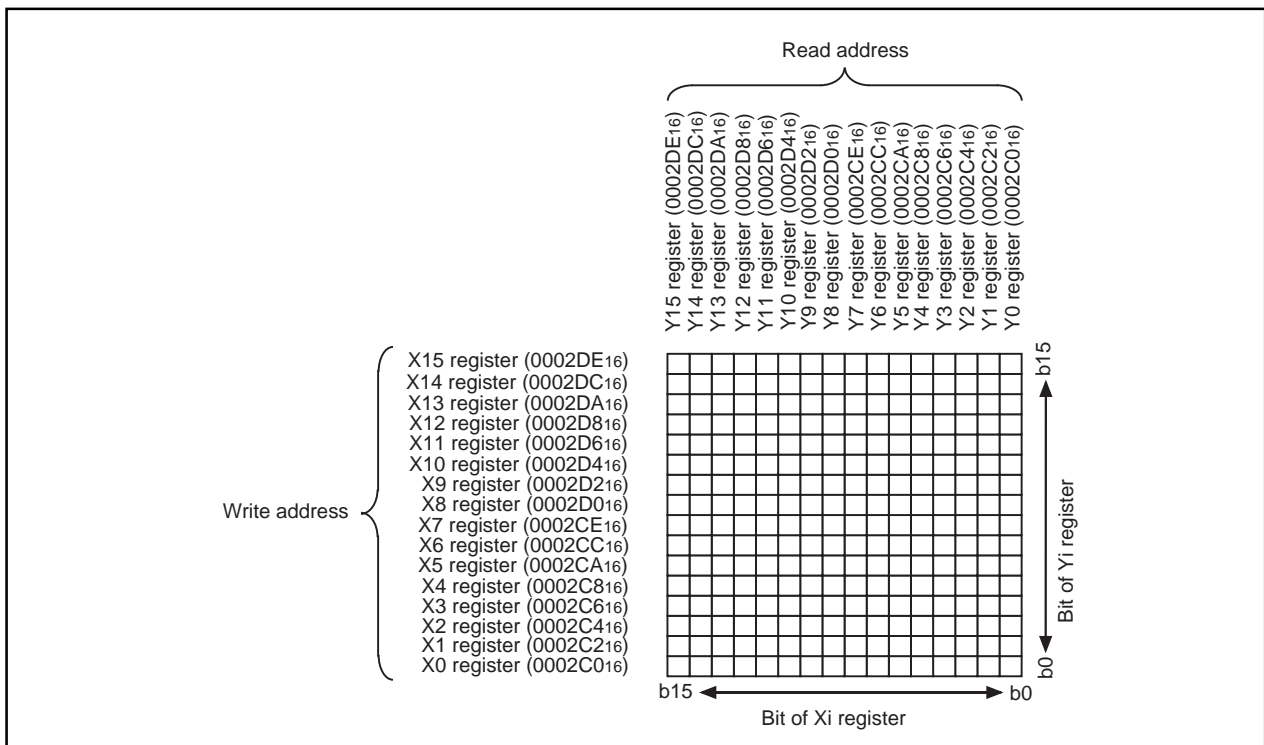 Read address
Y15 register (0002DE16)
Y14 register (0002DC16)
Y13 register (0002DA16)
Y12 register (0002D816)
Y11 register (0002D616)
Y10 register (0002D416)
Y9 register (0002D216)
Y8 register (0002D016)
Y7 register (0002CE16)
Y6 register (0002CC16)
Y5 register (0002CA16)
Y4 register (0002C816)
Y3 register (0002C616)
Y2 register (0002C416)
Y1 register (0002C216)
Y0 register (0002C016)
Write address
X15 register (0002DE16)
X14 register (0002DC16)
X13 register (0002DA16)
X12 register (0002D816)
X11 register (0002D616)
X10 register (0002D416)
X9 register (0002D216)
X8 register (0002D016)
X7 register (0002CE16)
X6 register (0002CC16)
X5 register (0002CA16)
X4 register (0002C816)
X3 register (0002C616)
X2 register (0002C416)
X1 register (0002C216)
X0 register (0002C016)
b15
Bit of Yi register
b0
b15
b0
Bit of Xi register